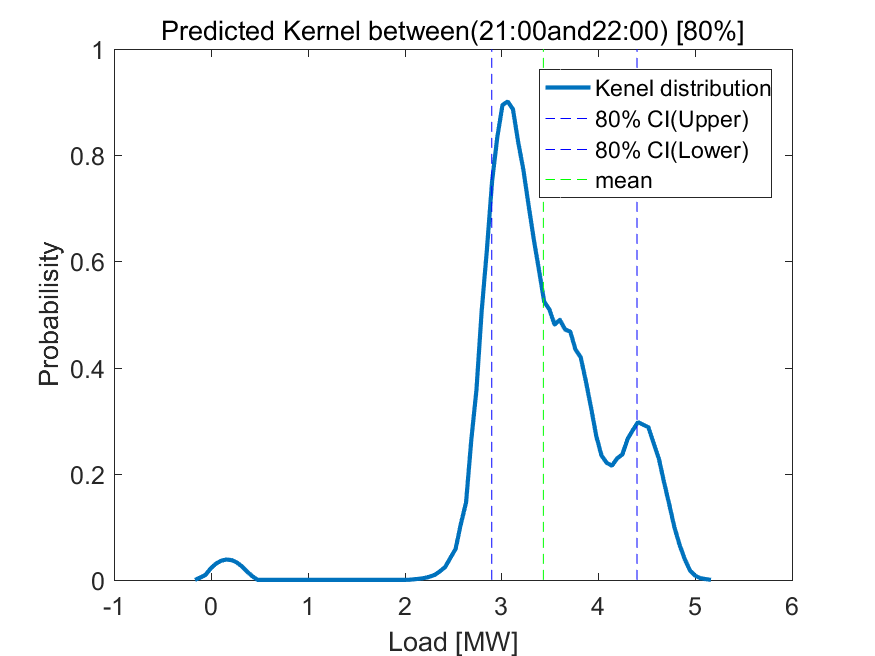 Predicted Kernel between(21:00and22:00) [80%]
1
0.8
0.6
0.4
0.2
0
Probabilisity
Kenel distribution
80% CI(Upper)
80% CI(Lower)
mean
-1 0 1 2 3 4 5 6
Load [MW]